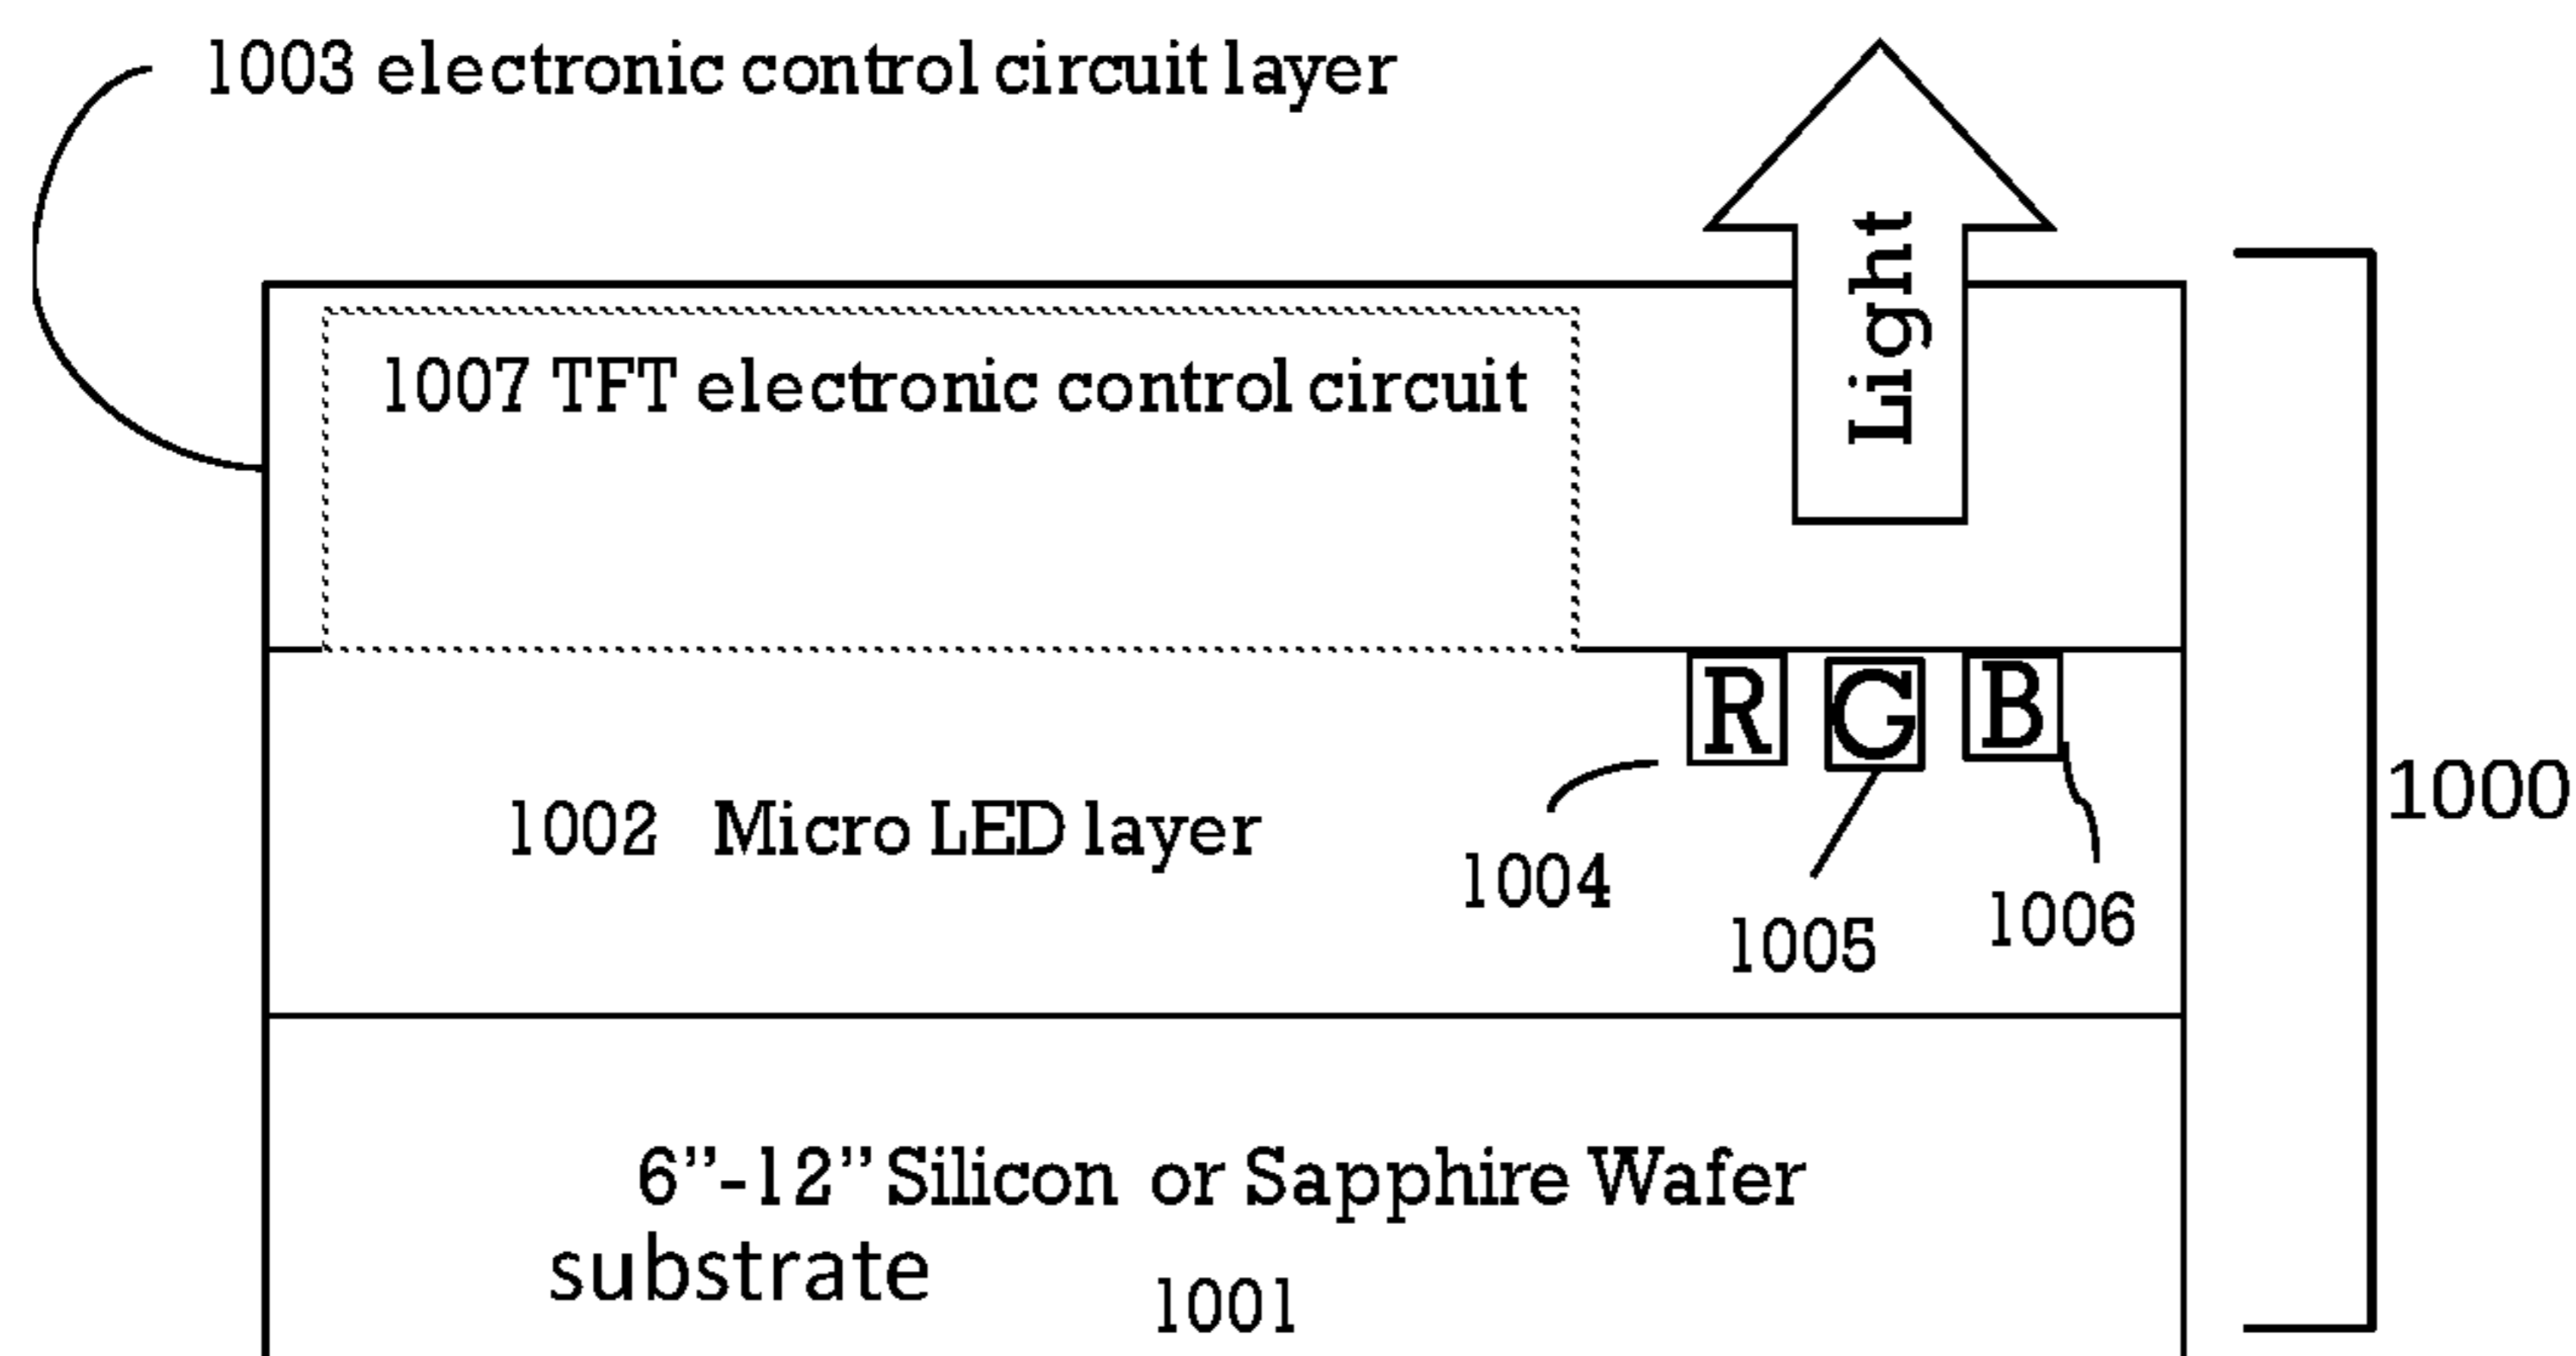 1003 electronic control circuit layer
Light
1007 TFT electronic control circuit
R G B
1002 Micro LED layer
1000
1004
1005
1006
6”-12” Silicon or Sapphire Wafer
substrate
1001